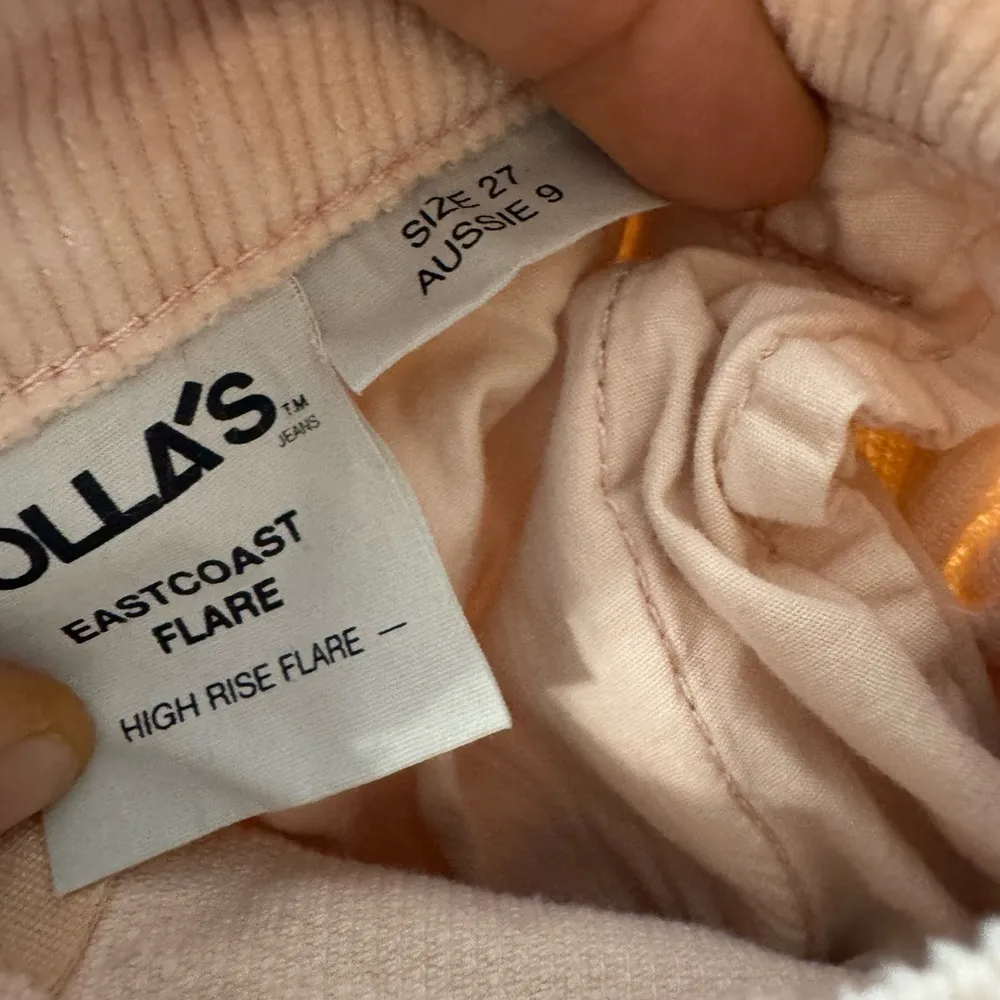 SIZE 27
AUSSIE 9
OLLA'S
TM
JEANS
EASTCOAST
FLARE
HIGH RISE FLARE —